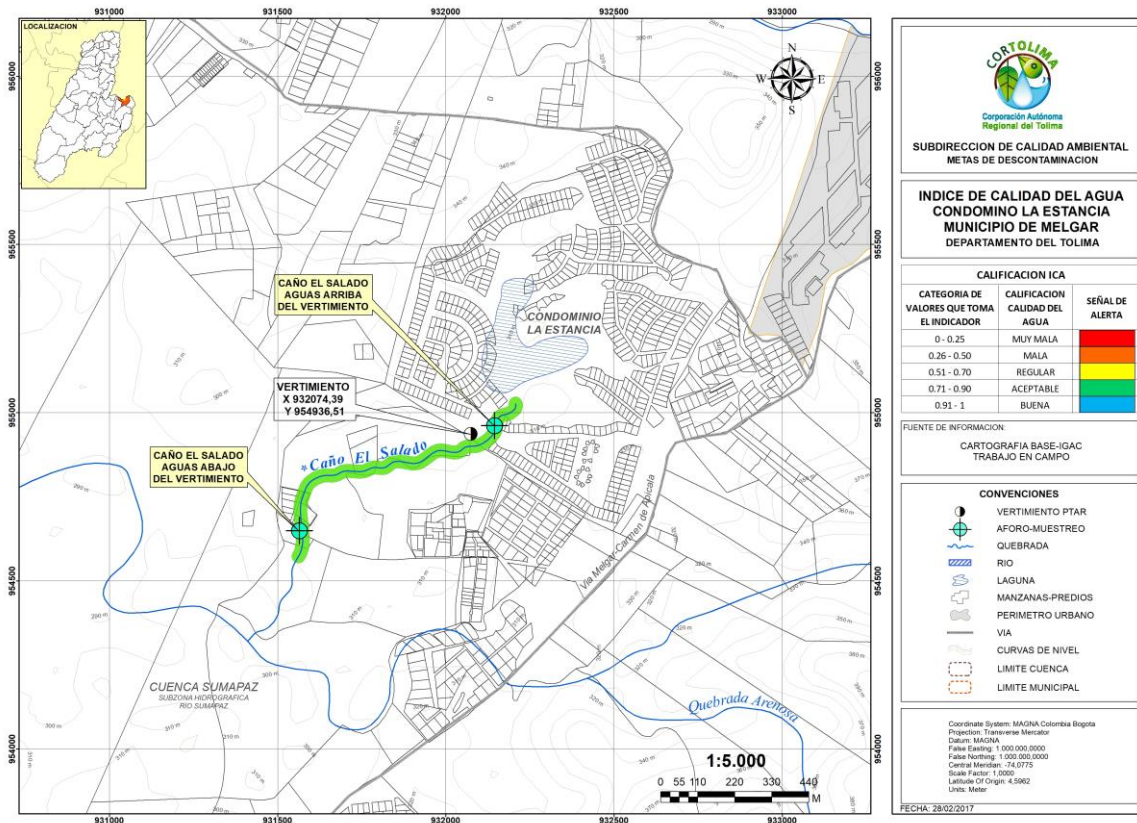 931000
931500
932000
932500
933000
LOCALIZACION
N
W
E
S
956000
955500
955000
954500
954000
CAÑO EL SALADO
AGUAS ARRIBA
DEL VERTIMIENTO
CONDOMINIO
LA ESTANCIA
VERTIMIENTO
X 932074,39
Y 954936,51
CAÑO EL SALADO
AGUAS ABAJO
DEL VERTIMIENTO
*Caño El Salado
Via Melgar-Carmen de Apicala
CUENCA SUMAPAZ
SUBZONA HIDROGRAFICA
RIO SUMAPAZ
Quebrada Arenosa
1:5.000
0 55 110 220 330 440
M
931000
931500
932000
932500
933000
956000
955500
955000
954500
954000
CORTOLIMA
Corporación Autónoma
Regional del Tolima
SUBDIRECCION DE CALIDAD AMBIENTAL
METAS DE DESCONTAMINACION
INDICE DE CALIDAD DEL AGUA
CONDOMINO LA ESTANCIA
MUNICIPIO DE MELGAR
DEPARTAMENTO DEL TOLIMA
CALIFICACION ICA
CATEGORIA DE
VALORES QUE TOMA
EL INDICADOR
CALIFICACION
CALIDAD DEL
AGUA
SEÑAL DE
ALERTA
0 - 0.25 MUY MALA
0.26 - 0.50 MALA
0.51 - 0.70 REGULAR
0.71 - 0.90 ACEPTABLE
0.91 - 1 BUENA
FUENTE DE INFORMACION:
CARTOGRAFIA BASE-IGAC
TRABAJO EN CAMPO
CONVENCIONES
VERTIMIENTO PTAR
AFORO-MUESTREO
QUEBRADA
RIO
LAGUNA
MANZANAS-PREDIOS
PERIMETRO URBANO
VIA
CURVAS DE NIVEL
LIMITE CUENCA
LIMITE MUNICIPAL
Coordinate System: MAGNA Colombia Bogota
Projection: Transverse Mercator
Datum: MAGNA
False Easting: 1.000.000,0000
False Northing: 1.000.000,0000
Central Meridian: -74,0775
Scale Factor: 1,0000
Latitude Of Origin: 4,5962
Units: Meter
FECHA: 28/02/2017